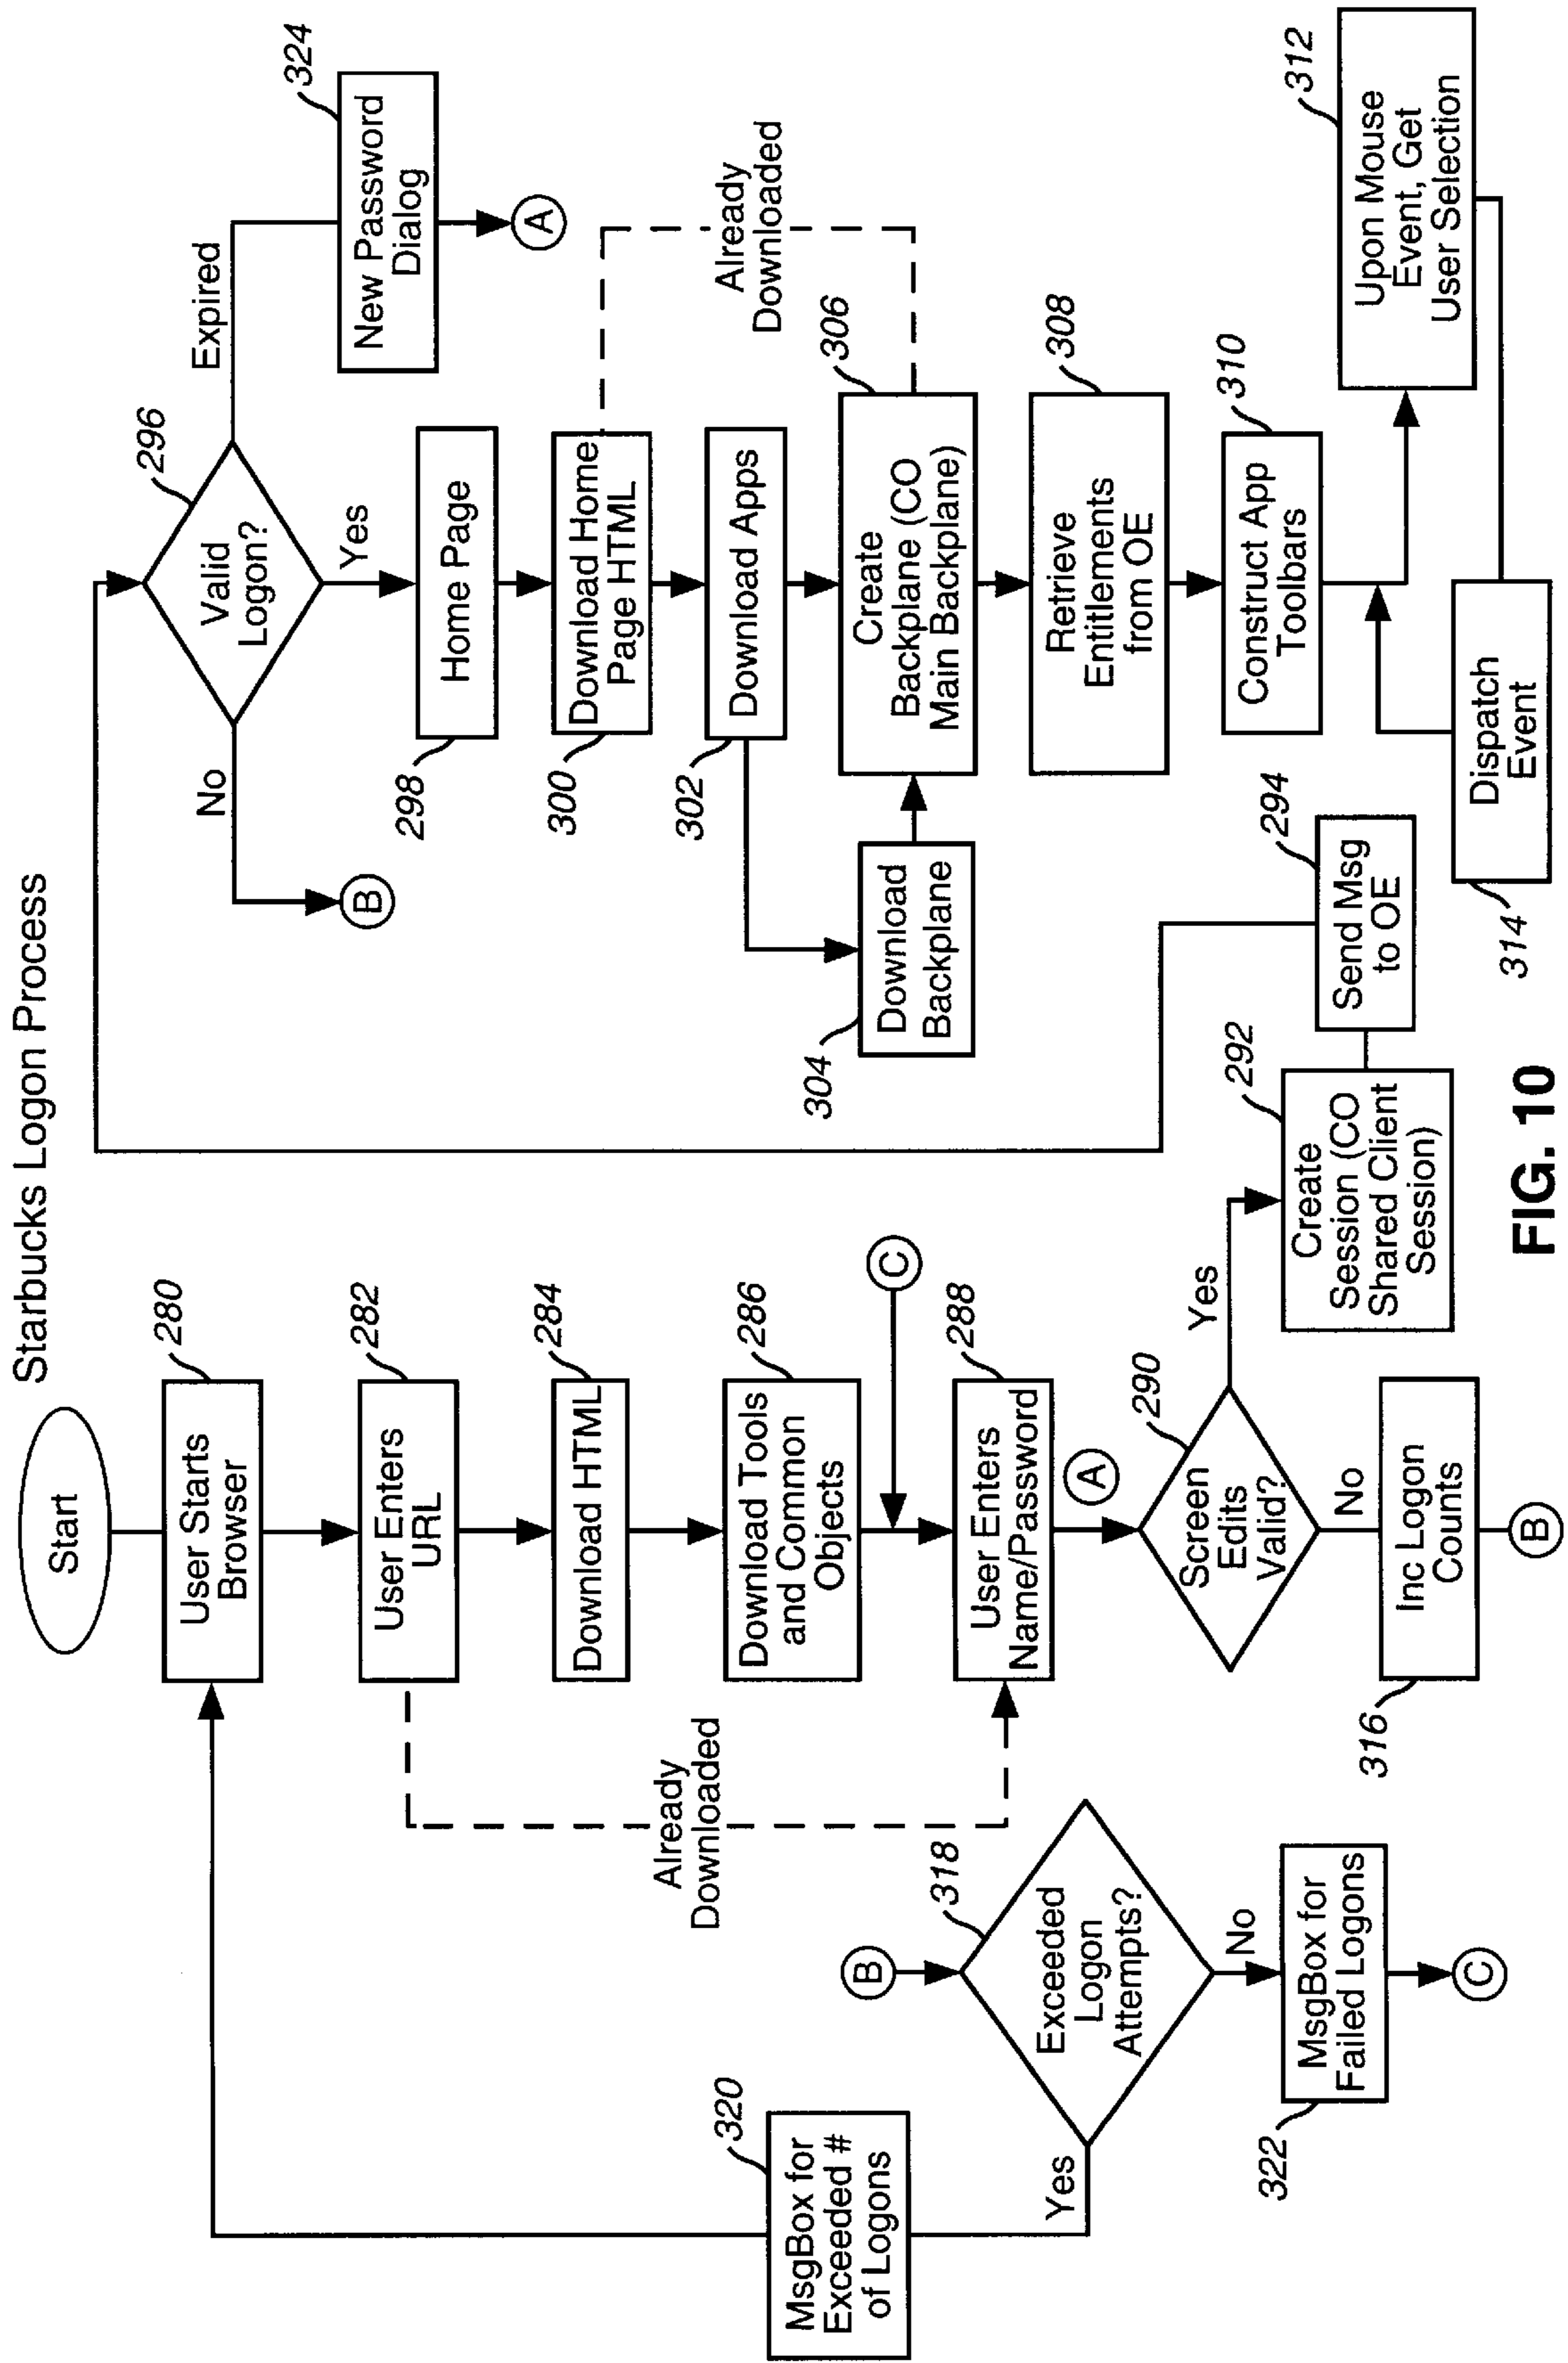 Starbucks Logon Process
Start
280
User Starts
Browser
282
User Enters
URL
284
Download HTML
286
Download Tools
and Common
Objects
C
288
User Enters
Name/Password
Already
Downloaded
A
290
Screen
Edits
Valid?
Yes
No
292
Create
Session (CO
Shared Client
Session)
294
Send Msg
to OE
316
Inc Logon
Counts
B
B
318
Exceeded
Logon
Attempts?
Yes
No
320
MsgBox for
Exceeded #
of Logons
322
MsgBox for
Failed Logons
C
296
Valid
Logon?
No
Yes
Expired
B
324
New Password
Dialog
A
298
Home Page
300
Download Home
Page HTML
Already
Downloaded
302
Download Apps
304
Download
Backplane
306
Create
Backplane (CO
Main Backplane)
308
Retrieve
Entitlements
from OE
310
Construct App
Toolbars
312
Upon Mouse
Event, Get
User Selection
314
Dispatch
Event
FIG. 10